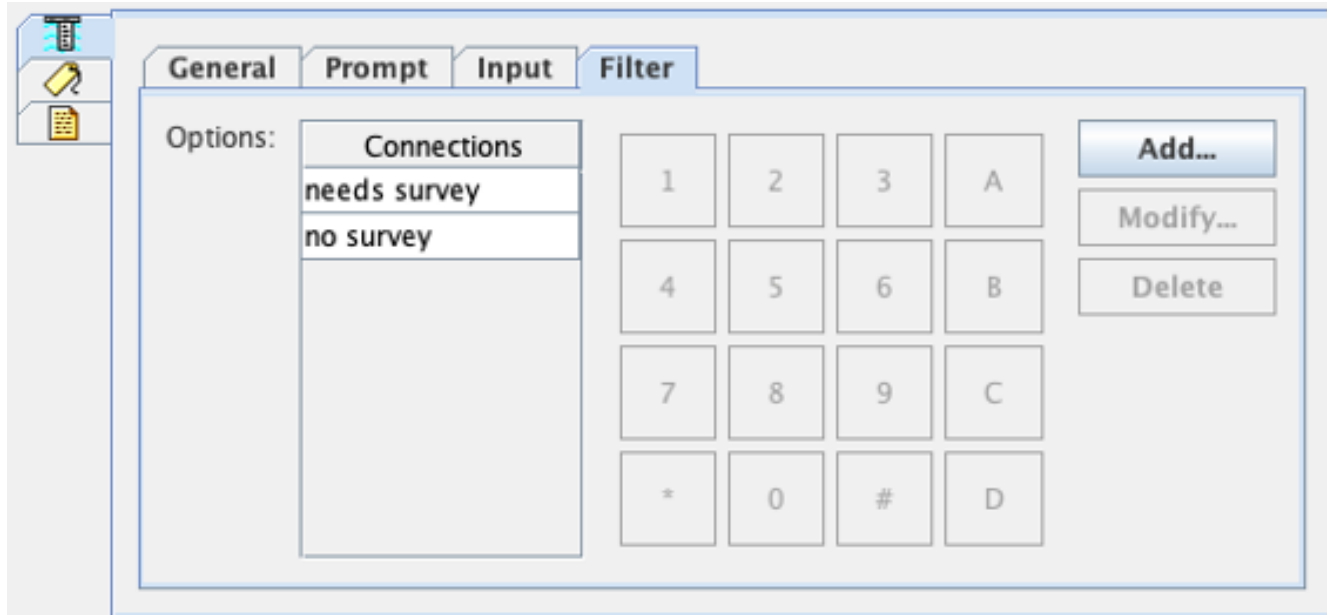 General Prompt Input Filter
Options:
Connections
needs survey
no survey
1 2 3 A
4 5 6 B
7 8 9 C
* 0 # D
Add...
Modify...
Delete